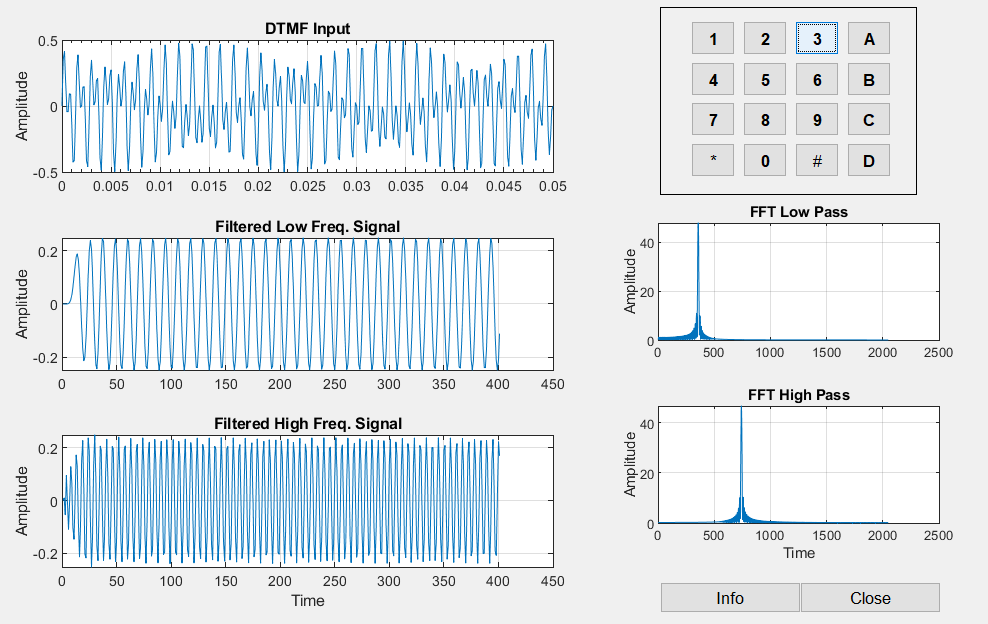 DTMF Input
Amplitude
0.5
0
-0.5
0 0.005 0.01 0.015 0.02 0.025 0.03 0.035 0.04 0.045 0.05
Filtered Low Freq. Signal
Amplitude
0.2
0
-0.2
0 50 100 150 200 250 300 350 400 450
Filtered High Freq. Signal
Amplitude
0.2
0
-0.2
0 50 100 150 200 250 300 350 400 450
Time
1 2 3 A
4 5 6 B
7 8 9 C
* 0 # D
FFT Low Pass
Amplitude
40
20
0
0 500 1000 1500 2000 2500
FFT High Pass
Amplitude
40
20
0
0 500 1000 1500 2000 2500
Time
Info Close